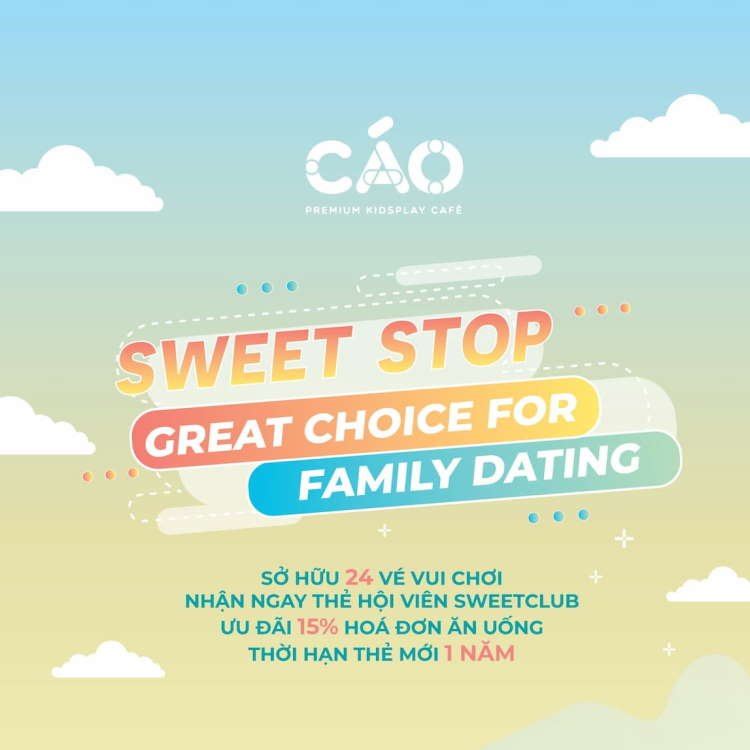 CÁO
PREMIUM KIDSPLAY CAFÉ
SWEET STOP
GREAT CHOICE FOR
FAMILY DATING
SỞ HỮU 24 VÉ VUI CHƠI
NHẬN NGAY THẺ HỘI VIÊN SWEETCLUB
ƯU ĐÃI 15% HOÁ ĐƠN ĂN UỐNG
THỜI HẠN THẺ MỚI 1 NĂM